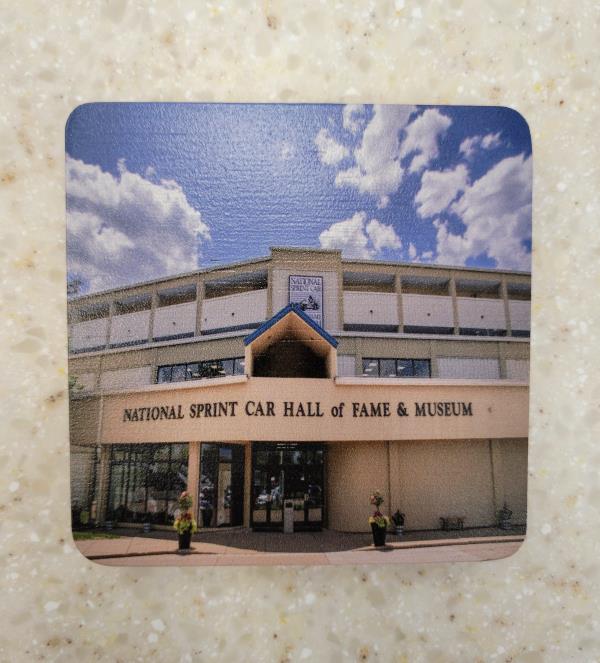 NATIONAL
SPRINT CAR
NATIONAL SPRINT CAR HALL of FAME & MUSEUM